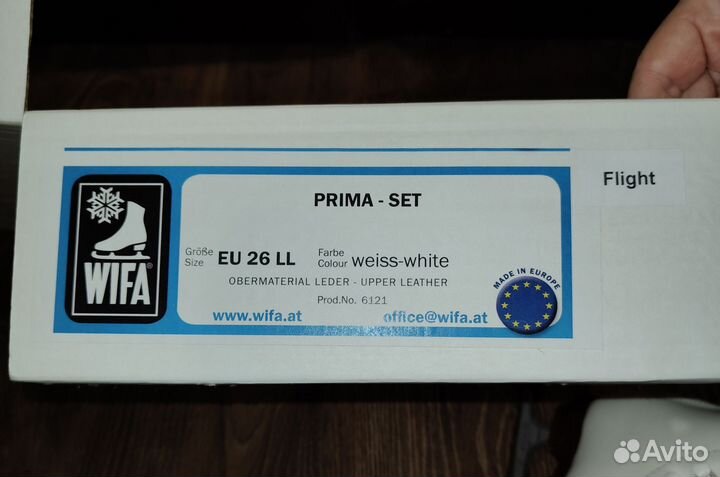 PRIMA - SET
Flight
Größe
Size
EU 26 LL
Farbe
Colour
weiss-white
OBERMATERIAL LEDER - UPPER LEATHER
Prod.No. 6121
www.wifa.at
office@wifa.at
WIFA®
MADE IN EUROPE
Avito